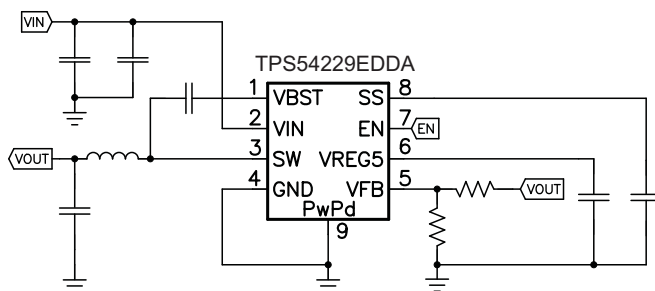 VIN
TPS54229EDDA
1 VBST SS 8
2 VIN EN 7 EN
VOUT 3 SW VREG5 6
4 GND VFB 5 VOUT
PwPd
9